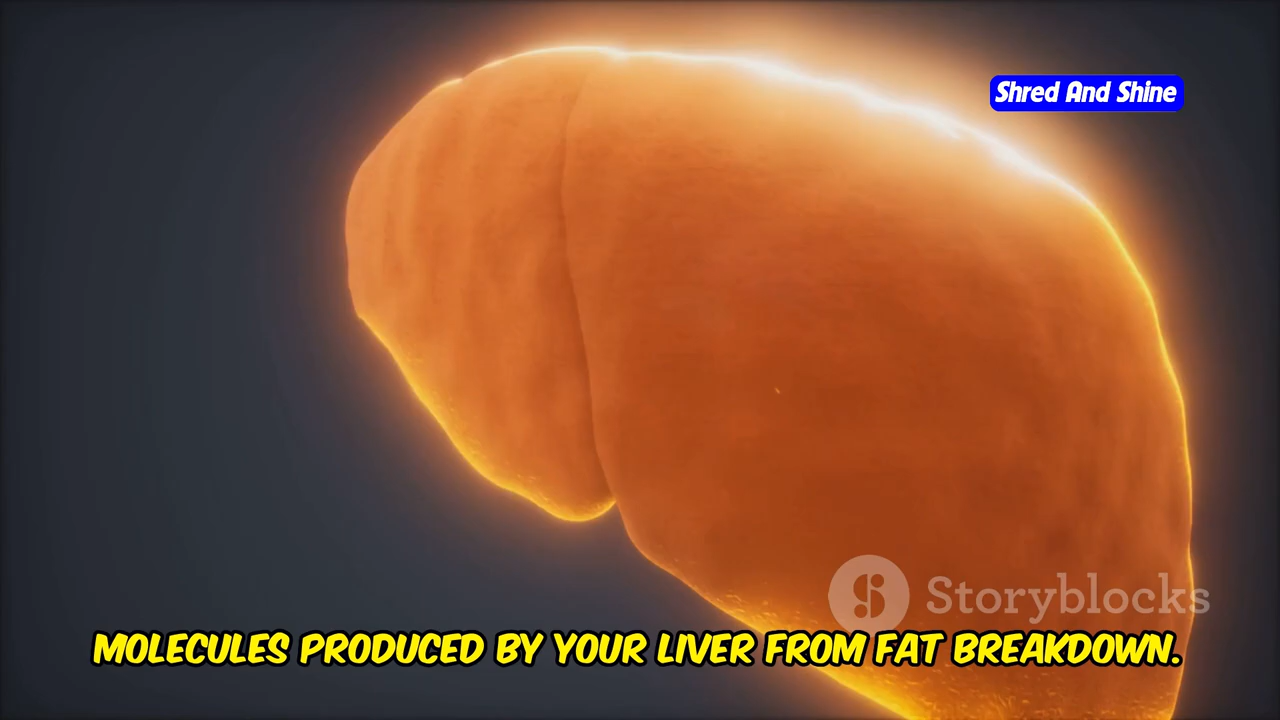 Shred And Shine
Storyblocks
MOLECULES PRODUCED BY YOUR LIVER FROM FAT BREAKDOWN.